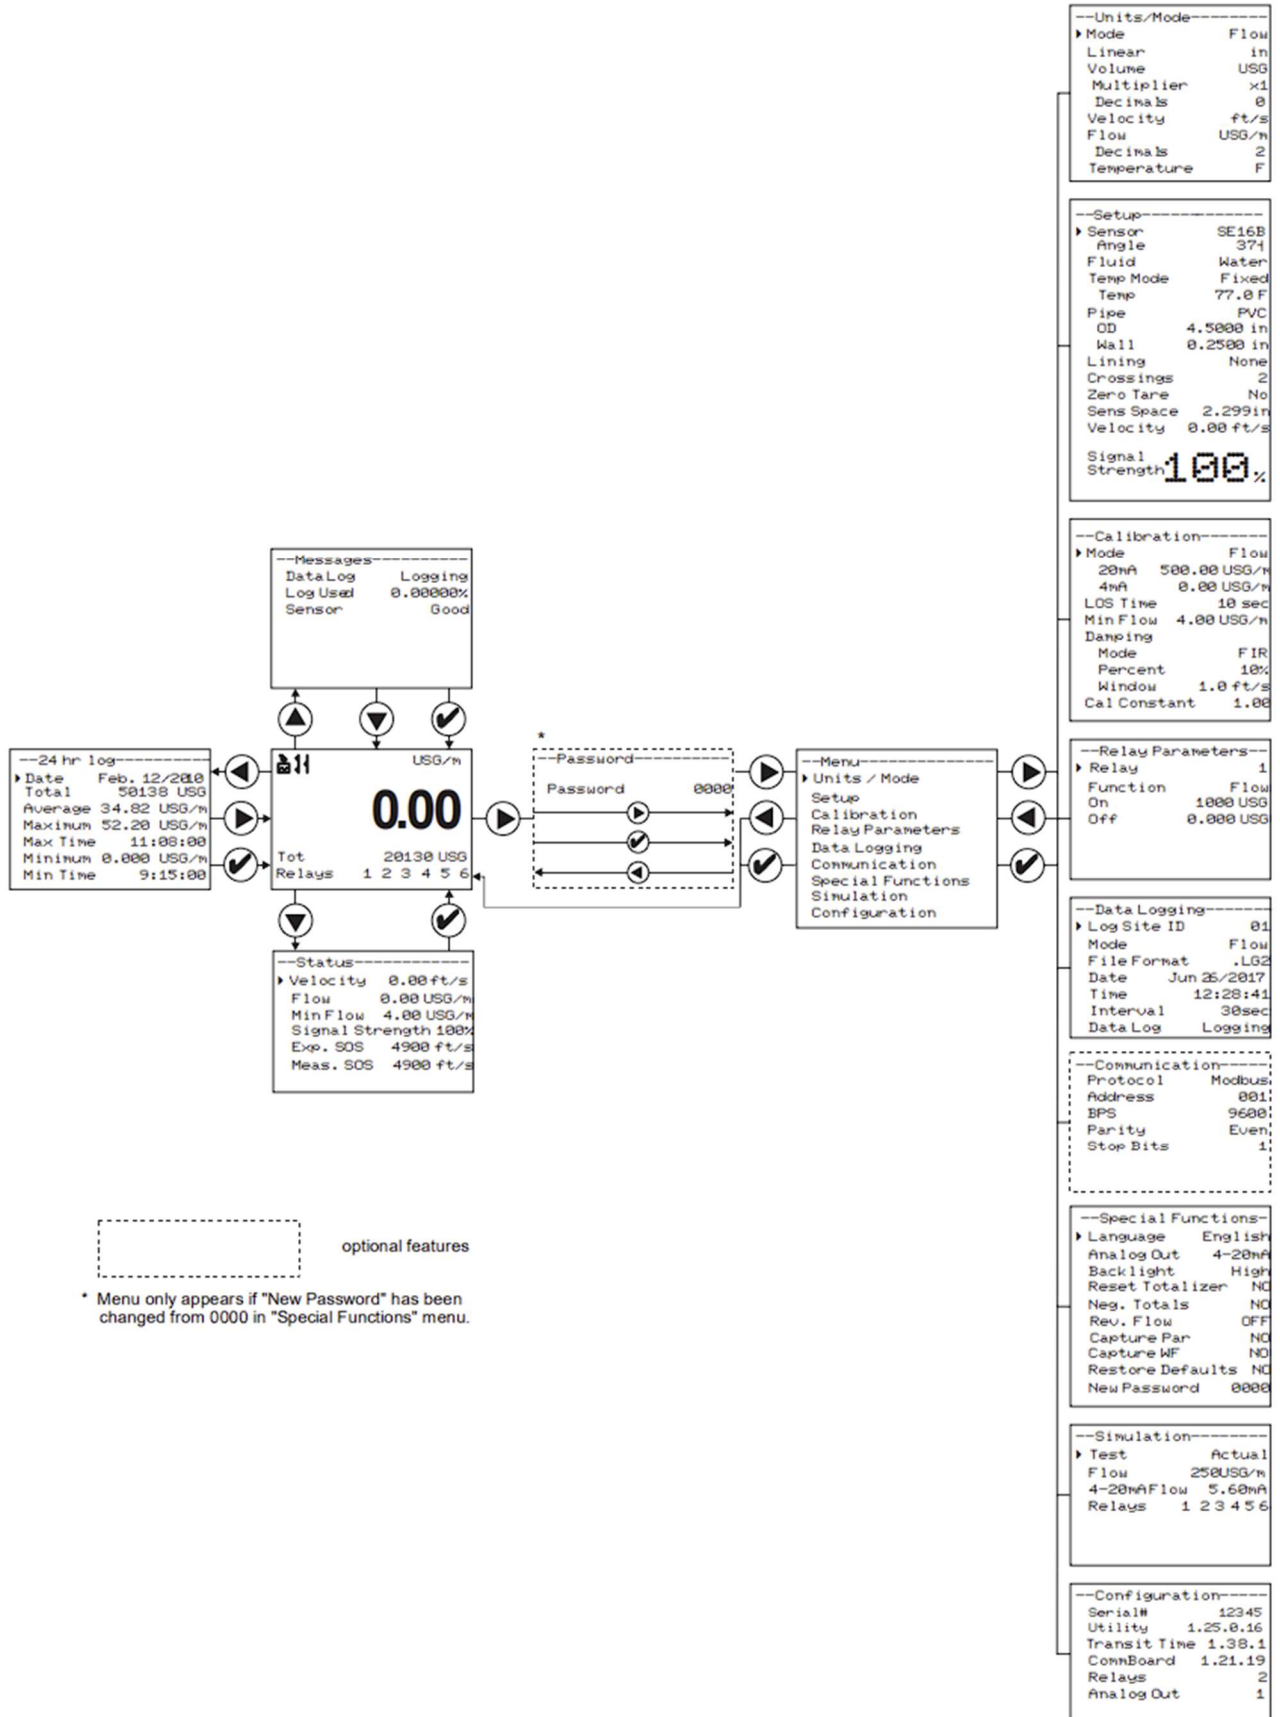 --Units/Mode--------
Mode Flow
Linear in
Volume USG
Multiplier x1
Decimals 0
Velocity ft/s
Flow USG/m
Decimals 2
Temperature F
--Setup-------------
Sensor SE16B
Angle 37
Fluid Water
Temp Mode Fixed
Temp 77.0 F
Pipe PVC
OD 4.5000 in
Wall 0.2500 in
Lining None
Crossings 2
Zero Tare No
Sens Space 2.299in
Velocity 0.00 ft/s
Signal
Strength 100%
--Calibration-------
Mode Flow
20mA 500.00 USG/m
4mA 0.00 USG/m
LOS Time 10 sec
Min Flow 4.00 USG/m
Damping
Mode FIR
Percent 10%
Window 1.0 ft/s
Cal Constant 1.00
--Messages----------
Data Log Logging
Log Used 0.00000%
Sensor Good
--24 hr log---------
Date Feb. 12/2010
Total 50138 USG
Average 34.82 USG/m
Maximum 52.20 USG/m
Max Time 11:08:00
Minimum 0.000 USG/m
Min Time 9:15:00
USG/m
0.00
Tot 20130 USG
Relays 1 2 3 4 5 6
*
--Password----------
Password 0000
--Menu--------------
Units / Mode
Setup
Calibration
Relay Parameters
Data Logging
Communication
Special Functions
Simulation
Configuration
--Relay Parameters--
Relay 1
Function Flow
On 1000 USG
Off 0.000 USG
--Status------------
Velocity 0.00ft/s
Flow 0.00 USG/m
Min Flow 4.00 USG/m
Signal Strength 100%
Exp. SOS 4900 ft/s
Meas. SOS 4900 ft/s
--Data Logging------
Log Site ID 01
Mode Flow
File Format .LG2
Date Jun 26/2017
Time 12:28:41
Interval 30sec
Data Log Logging
--Communication-----
Protocol Modbus
Address 001
BPS 9600
Parity Even
Stop Bits 1
optional features
* Menu only appears if "New Password" has been
changed from 0000 in "Special Functions" menu.
--Special Functions-
Language English
Analog Out 4-20mA
Backlight High
Reset Totalizer NO
Neg. Totals NO
Rev. Flow OFF
Capture Par NO
Capture WF NO
Restore Defaults NO
New Password 0000
--Simulation--------
Test Actual
Flow 250USG/m
4-20mA Flow 5.60mA
Relays 1 2 3 4 5 6
--Configuration-----
Serial# 12345
Utility 1.25.0.16
Transit Time 1.38.1
CommBoard 1.21.19
Relays 2
Analog Out 1